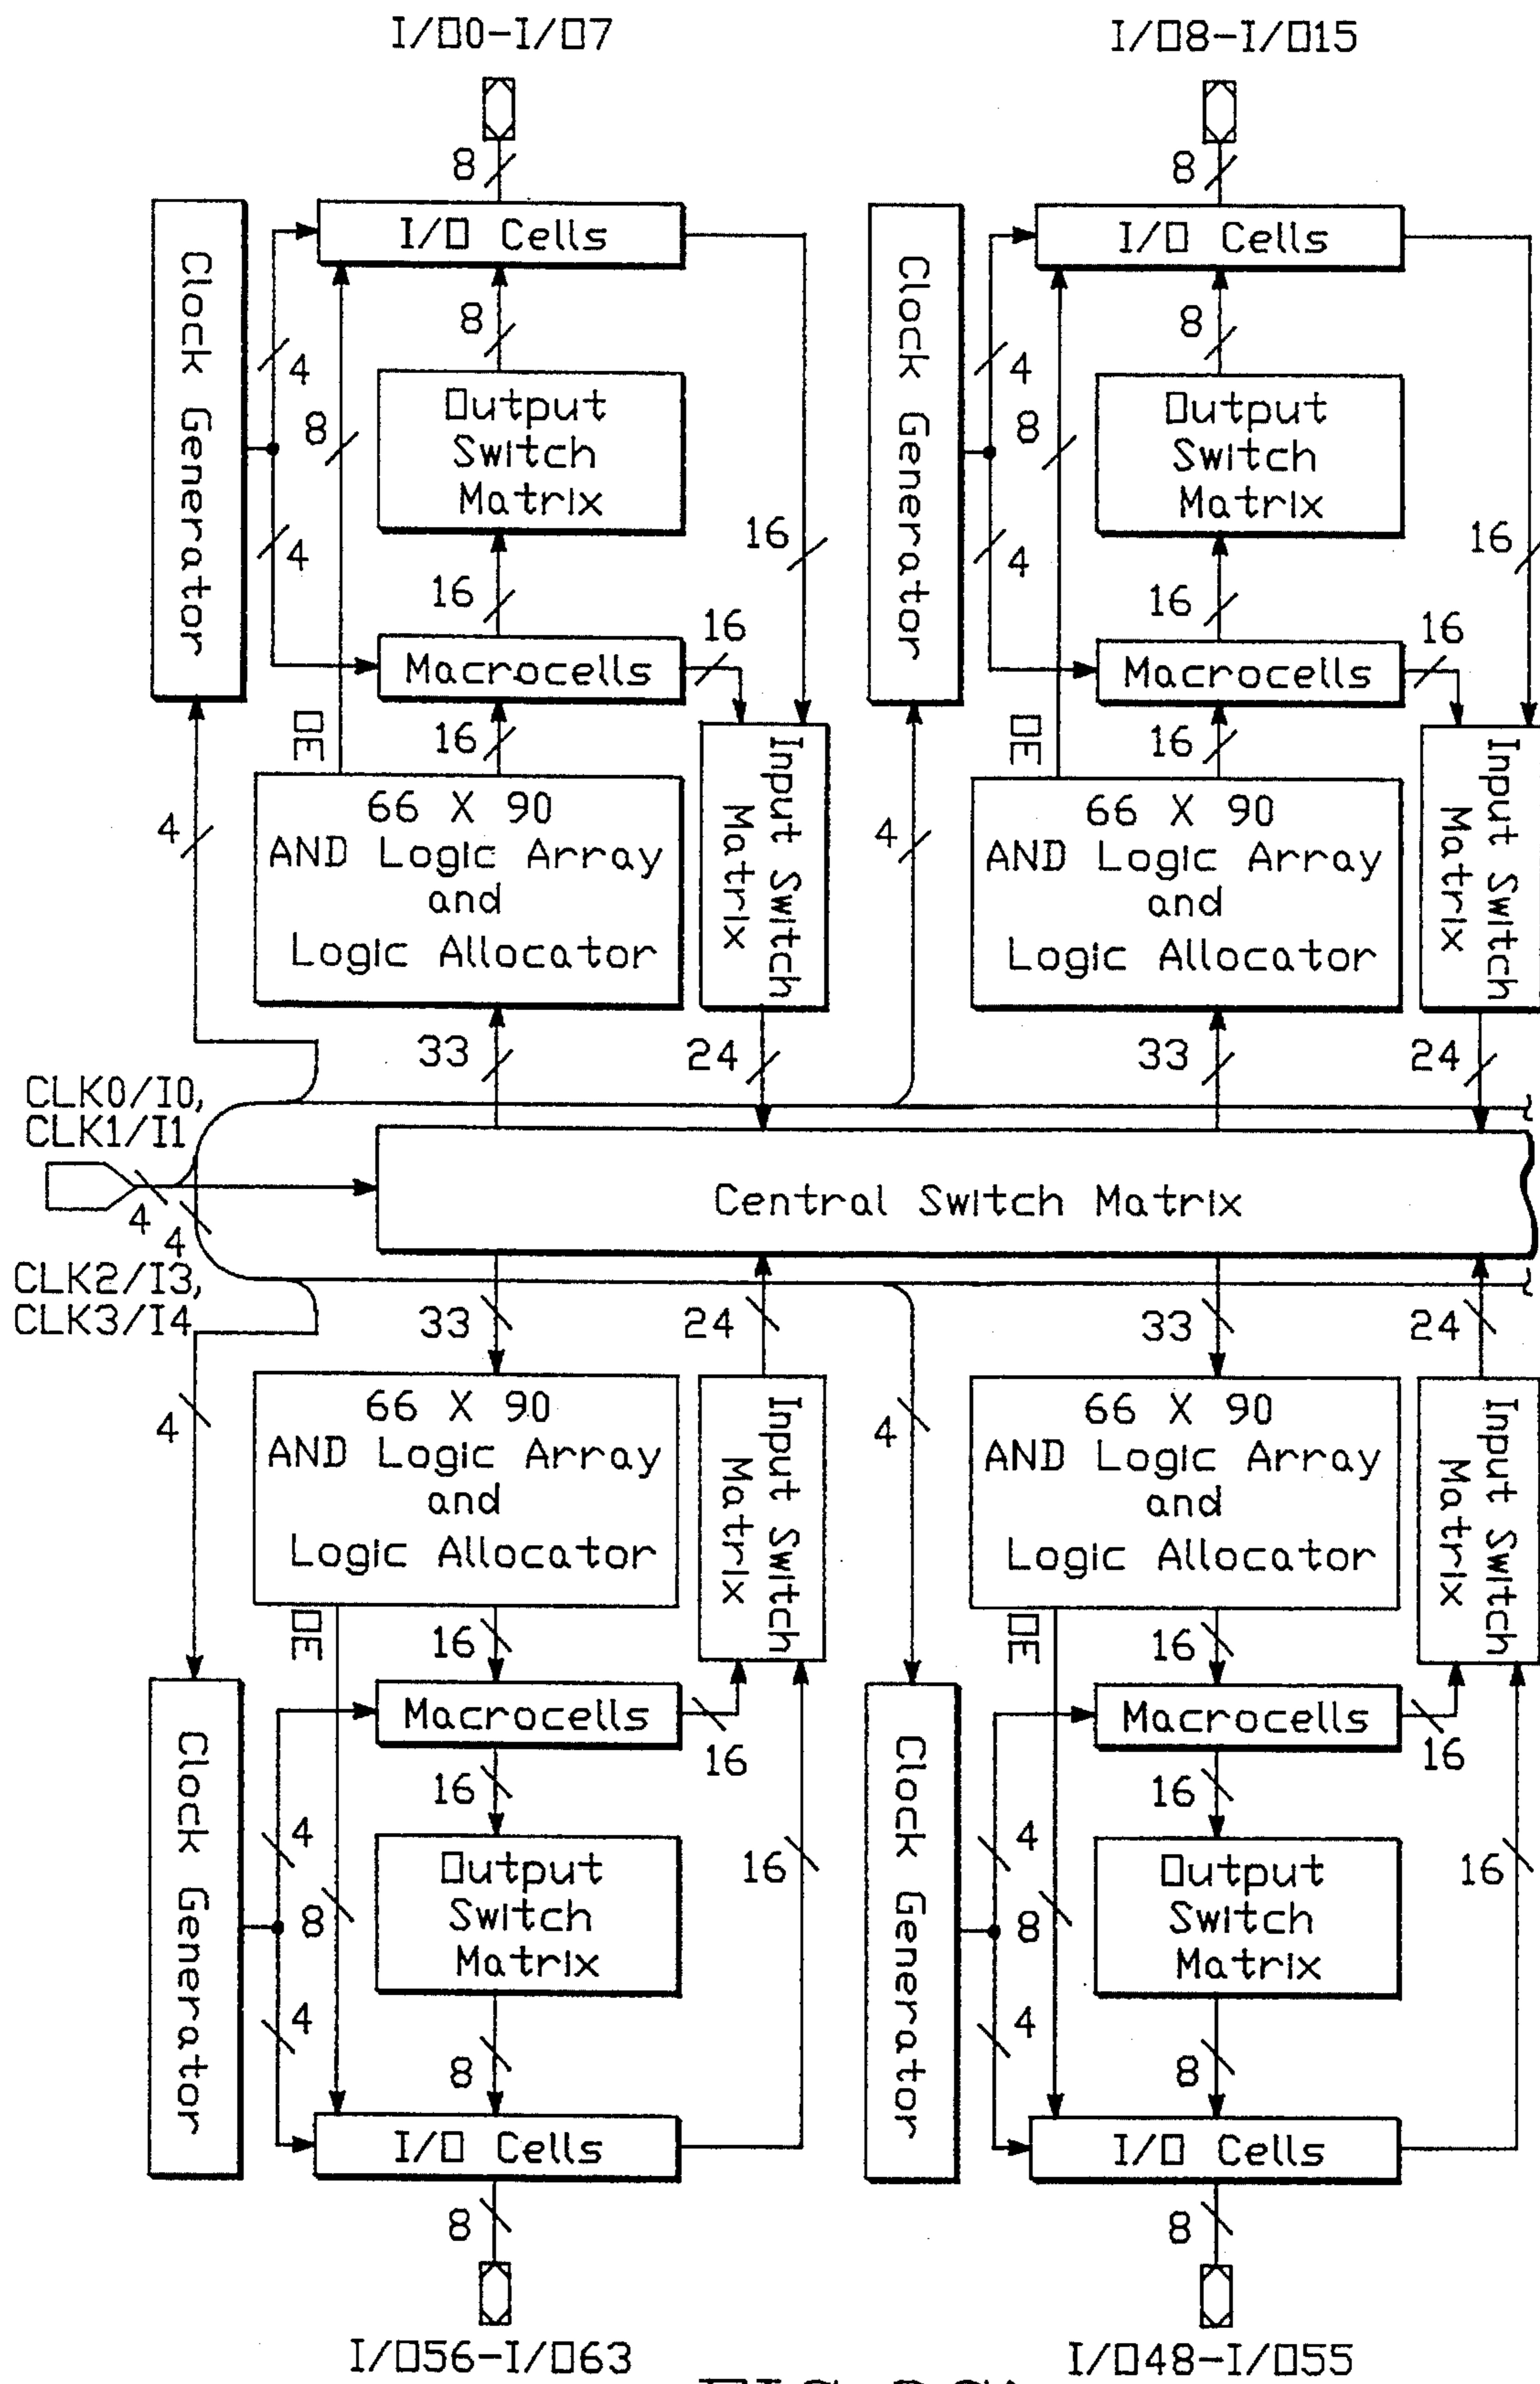 I/O0-I/O7
I/O8-I/O15
8
8
I/O Cells
I/O Cells
Clock Generator
Clock Generator
8
8
4
4
8
8
Output
Switch
Matrix
Output
Switch
Matrix
4
4
16
16
16
16
16
16
Macrocells
Macrocells
OE
OE
16
16
Input Switch
Matrix
Input Switch
Matrix
66 X 90
AND Logic Array
and
Logic Allocator
66 X 90
AND Logic Array
and
Logic Allocator
4
4
33
24
33
24
CLK0/I0,
CLK1/I1
Central Switch Matrix
4
4
CLK2/I3,
CLK3/I4
33
24
33
24
66 X 90
AND Logic Array
and
Logic Allocator
66 X 90
AND Logic Array
and
Logic Allocator
4
4
Input Switch
Matrix
Input Switch
Matrix
OE
OE
16
16
Macrocells
Macrocells
16
16
16
16
Clock Generator
Clock Generator
4
4
16
16
Output
Switch
Matrix
Output
Switch
Matrix
8
8
4
4
8
8
I/O Cells
I/O Cells
8
8
I/O56-I/O63
I/O48-I/O55